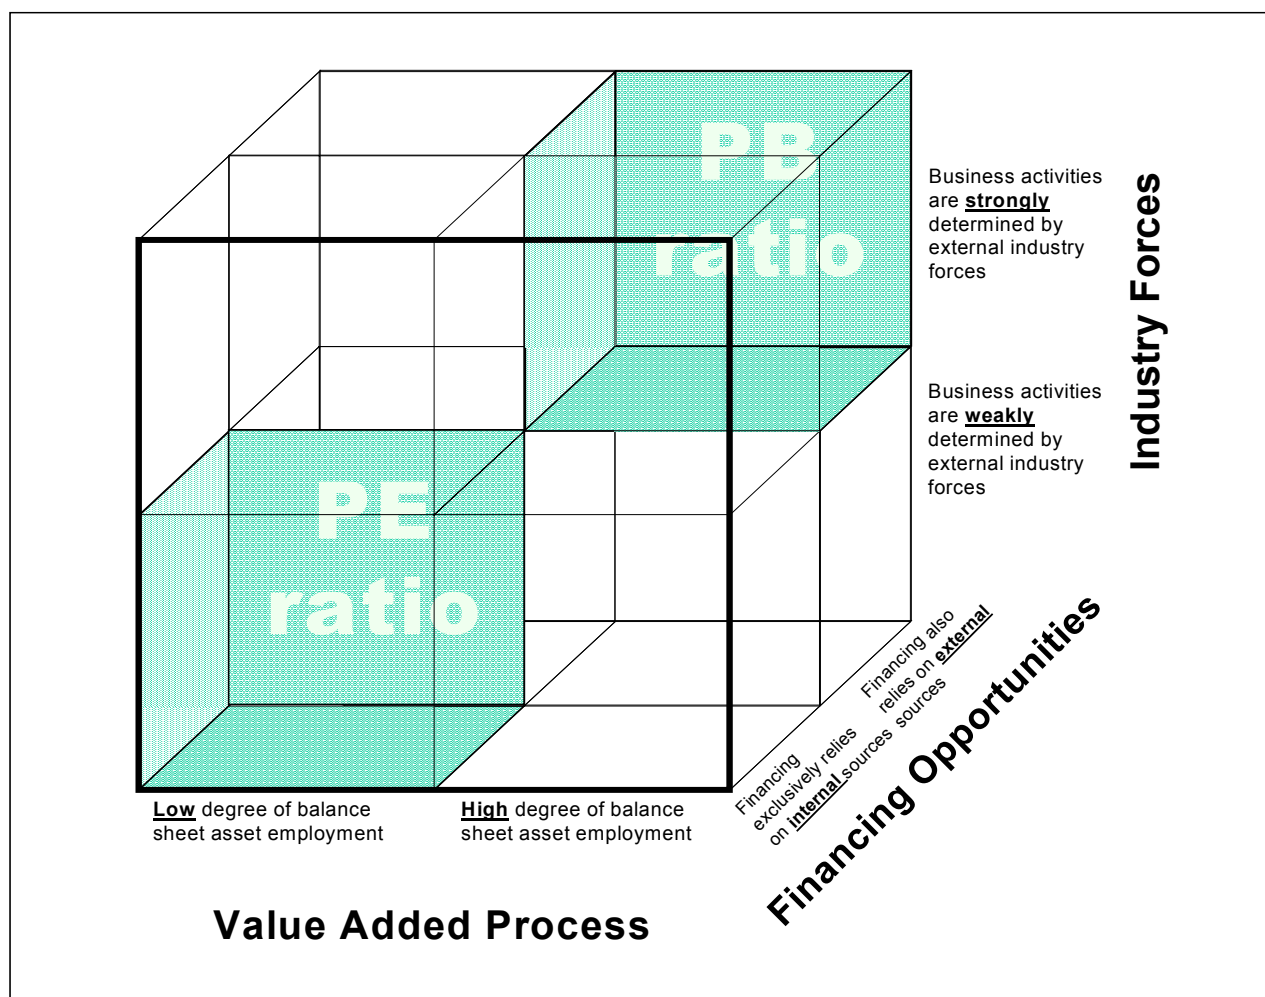 PB
ratio
Business activities
are strongly
determined by
external industry
forces
Industry Forces
Business activities
are weakly
determined by
external industry
forces
PE
ratio
Financing also
relies on external
sources
Financing
exclusively relies
on internal sources
Financing Opportunities
Low degree of balance
sheet asset employment
High degree of balance
sheet asset employment
Value Added Process